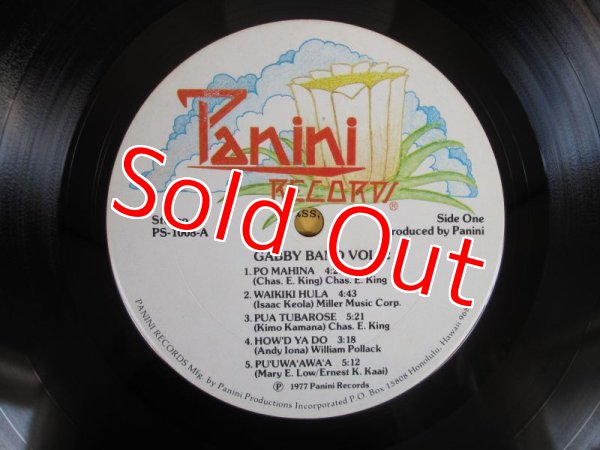 Panini
RECORDS®
Stereo
PS-1008-A
Side One
Produced by Panini
Sold Out
GABBY BAND VOL. 2
1. PO MAHINA
(Chas. E. King) Chas. E. King
2. WAIKIKI HULA 4:43
(Isaac Keola) Miller Music Corp.
3. PUA TUBAROSE 5:21
(Kimo Kamana) Chas. E. King
4. HOW'D YA DO 3:18
(Andy Iona) William Pollack
5. PU'UWA'AWA'A 5:12
(Mary E. Low/Ernest K. Kaai)
℗ 1977 Panini Records
PANINI RECORDS Mfg. by Panini Productions Incorporated P.O. Box 15808 Honolulu, Hawaii